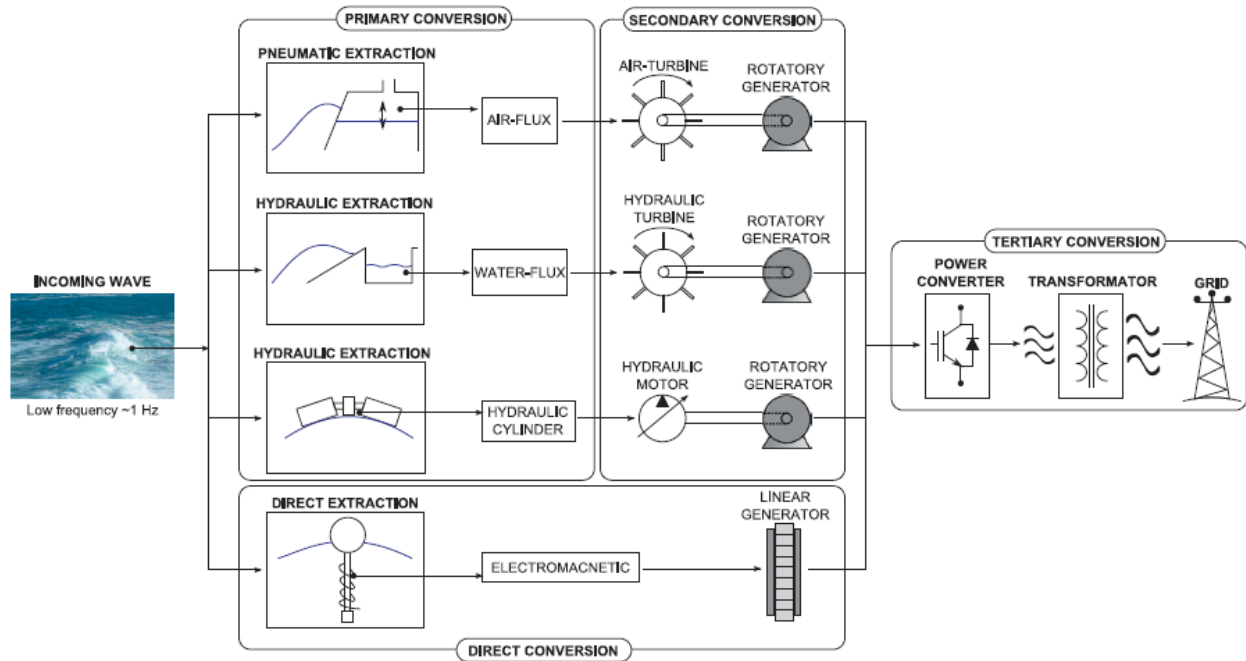 PRIMARY CONVERSION
SECONDARY CONVERSION
PNEUMATIC EXTRACTION
AIR-FLUX
AIR-TURBINE
ROTATORY
GENERATOR
HYDRAULIC EXTRACTION
WATER-FLUX
HYDRAULIC
TURBINE
ROTATORY
GENERATOR
INCOMING WAVE
Low frequency ~1 Hz
HYDRAULIC EXTRACTION
HYDRAULIC
CYLINDER
HYDRAULIC
MOTOR
ROTATORY
GENERATOR
DIRECT EXTRACTION
ELECTROMACNETIC
LINEAR
GENERATOR
DIRECT CONVERSION
TERTIARY CONVERSION
POWER
CONVERTER
TRANSFORMATOR
GRID